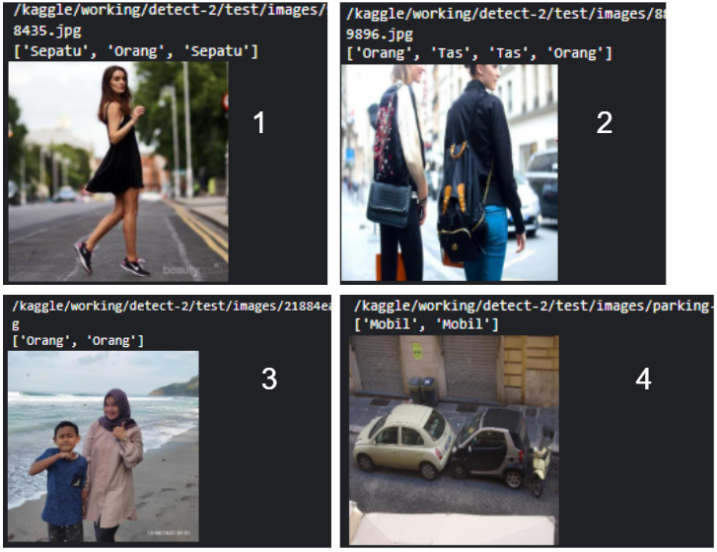 /kaggle/working/detect-2/test/images/
8435.jpg
['Sepatu', 'Orang', 'Sepatu']
1
/kaggle/working/detect-2/test/images/88
9896.jpg
['Orang', 'Tas', 'Tas', 'Orang']
2
/kaggle/working/detect-2/test/images/21884e
g
['Orang', 'Orang']
3
/kaggle/working/detect-2/test/images/parking-
['Mobil', 'Mobil']
4